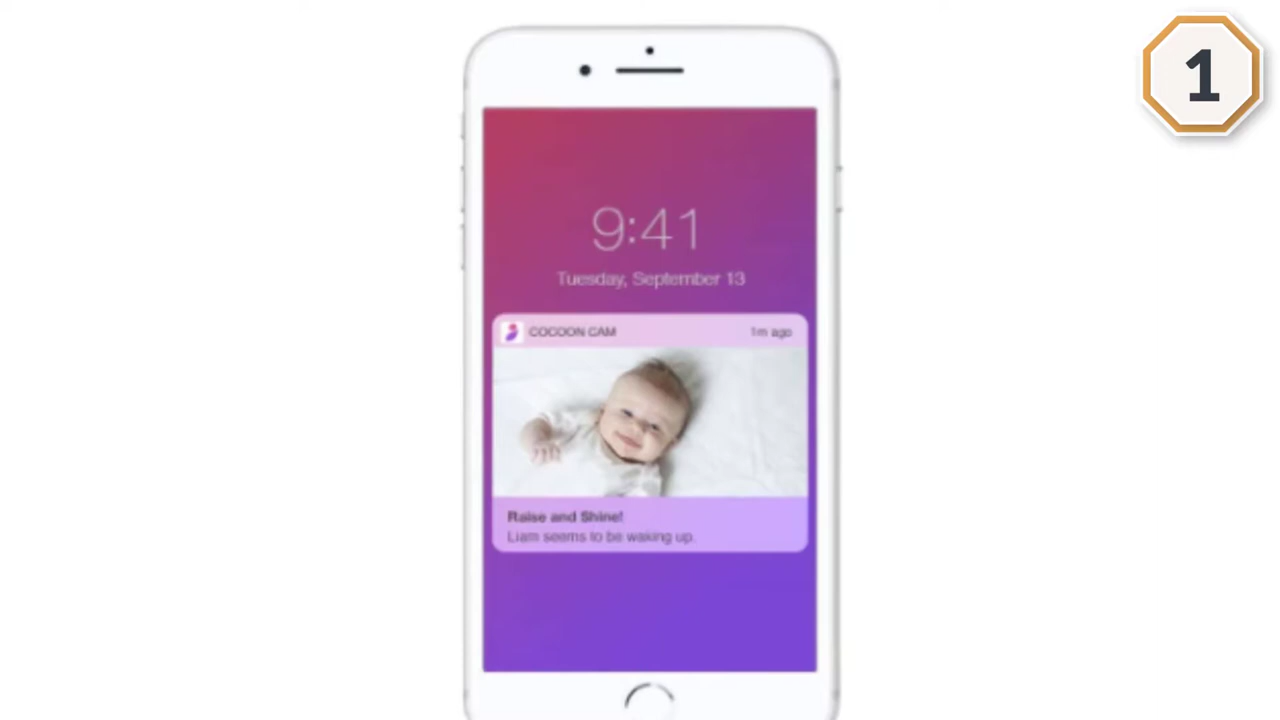 1
9:41
Tuesday, September 13
COCOON CAM 1m ago
Raise and Shine!
Liam seems to be waking up.